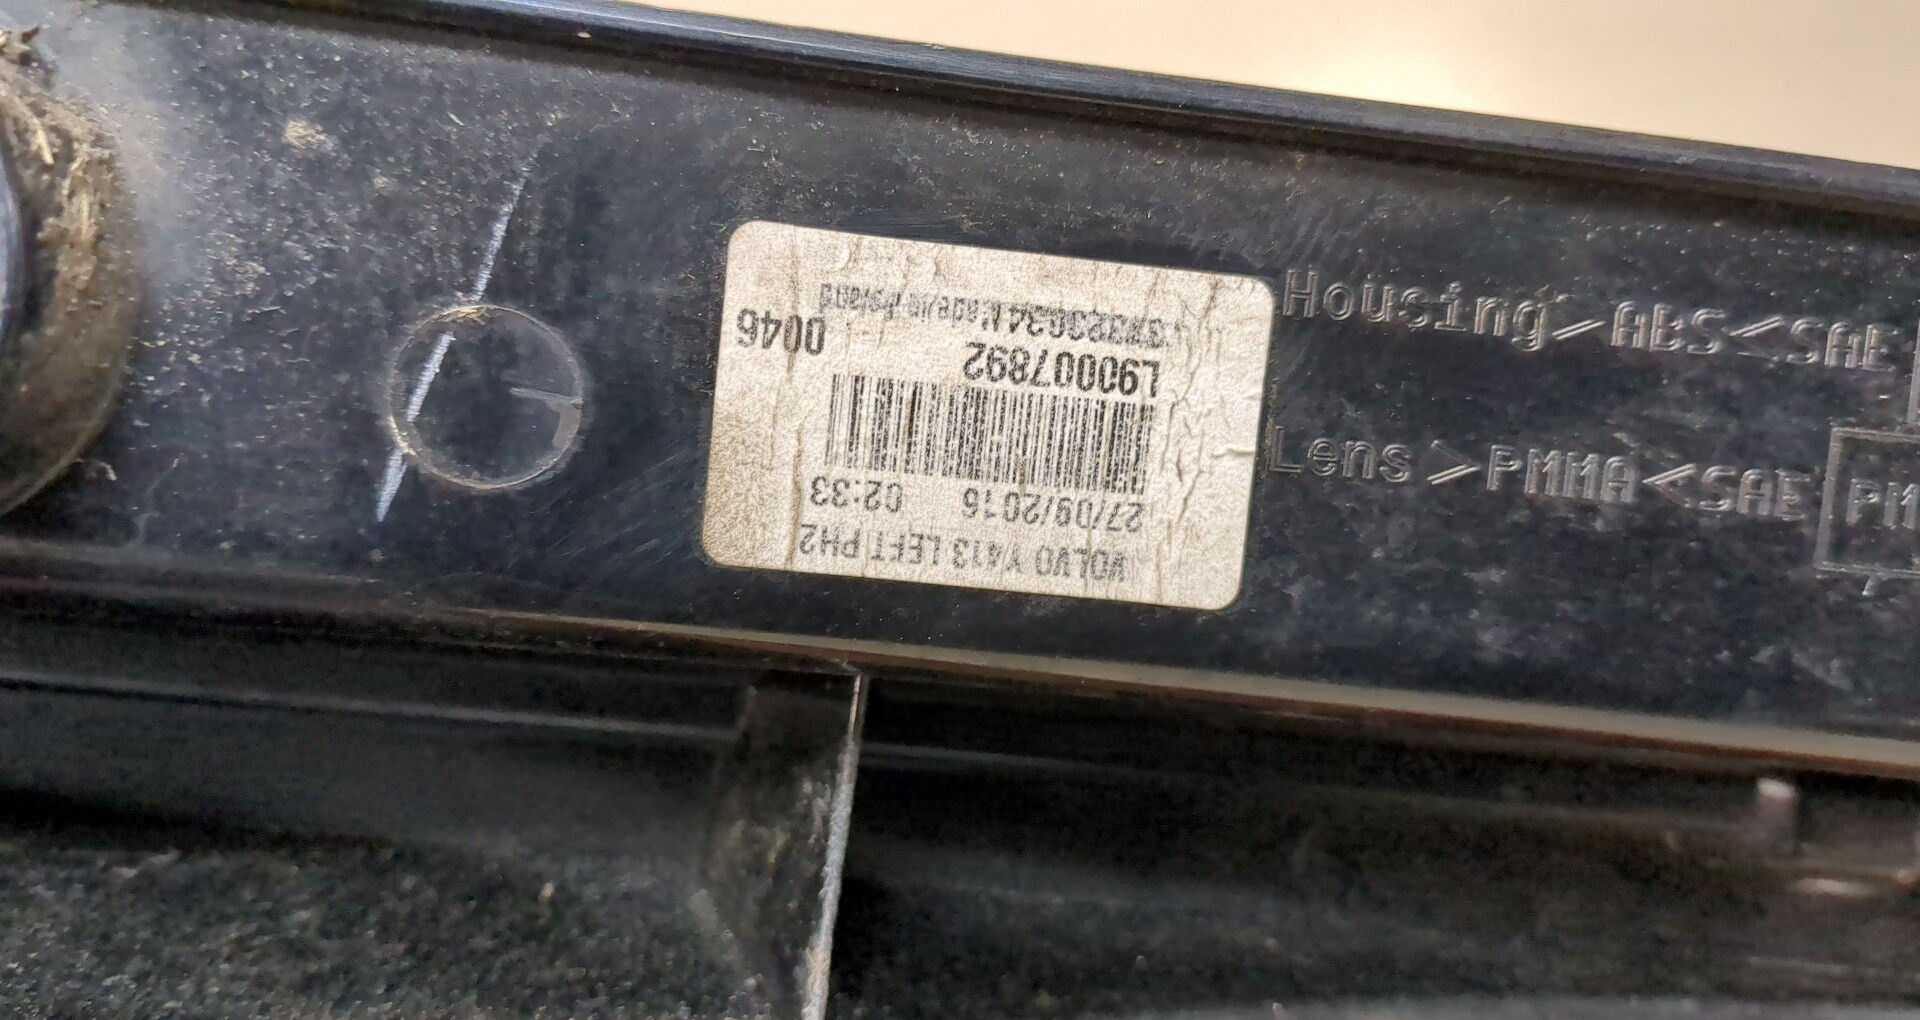 VOLVO Y413 LEFT PH2
27/09/2016 02:33
L90007892
0046
Made in Poland
Housing >ABS<SAE
Lens >PMMA<SAE